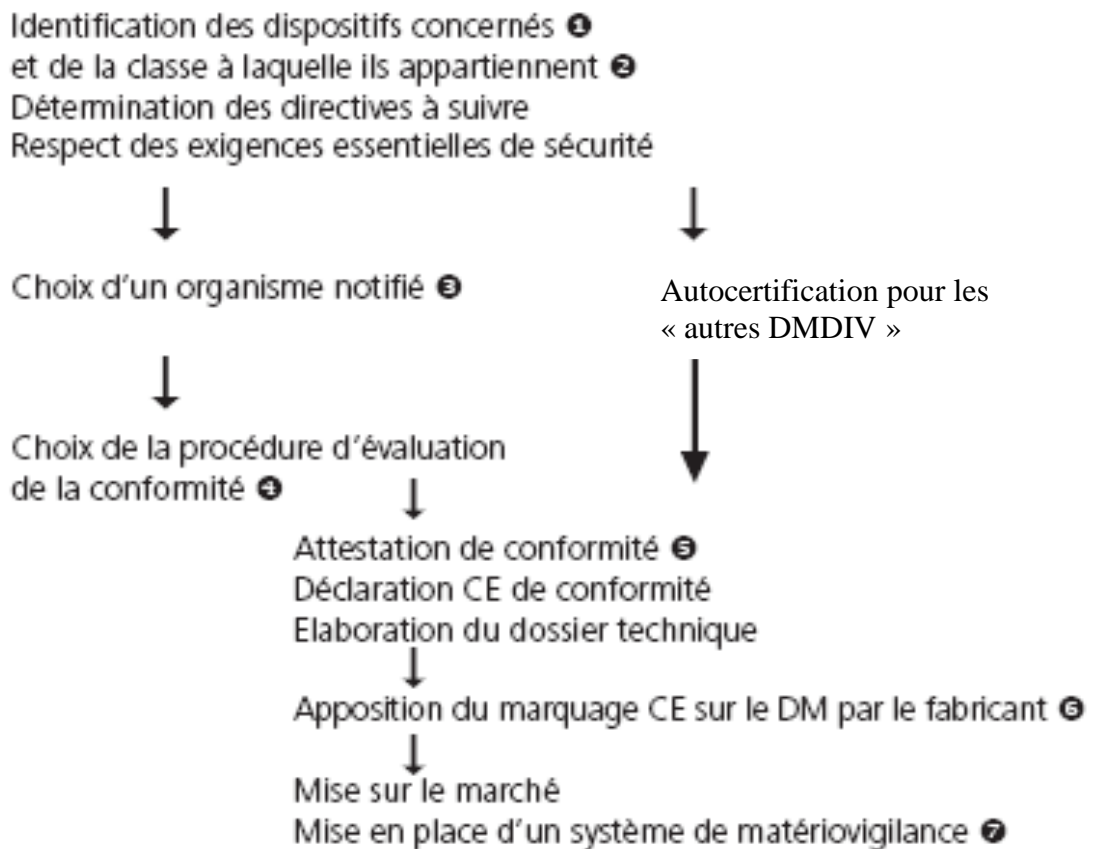 Identification des dispositifs concernés ❶
et de la classe à laquelle ils appartiennent ❷
Détermination des directives à suivre
Respect des exigences essentielles de sécurité
Choix d'un organisme notifié ❸
Autocertification pour les
« autres DMDIV »
Choix de la procédure d'évaluation
de la conformité ❹
Attestation de conformité ❺
Déclaration CE de conformité
Elaboration du dossier technique
Apposition du marquage CE sur le DM par le fabricant ❻
Mise sur le marché
Mise en place d'un système de matériovigilance ❼